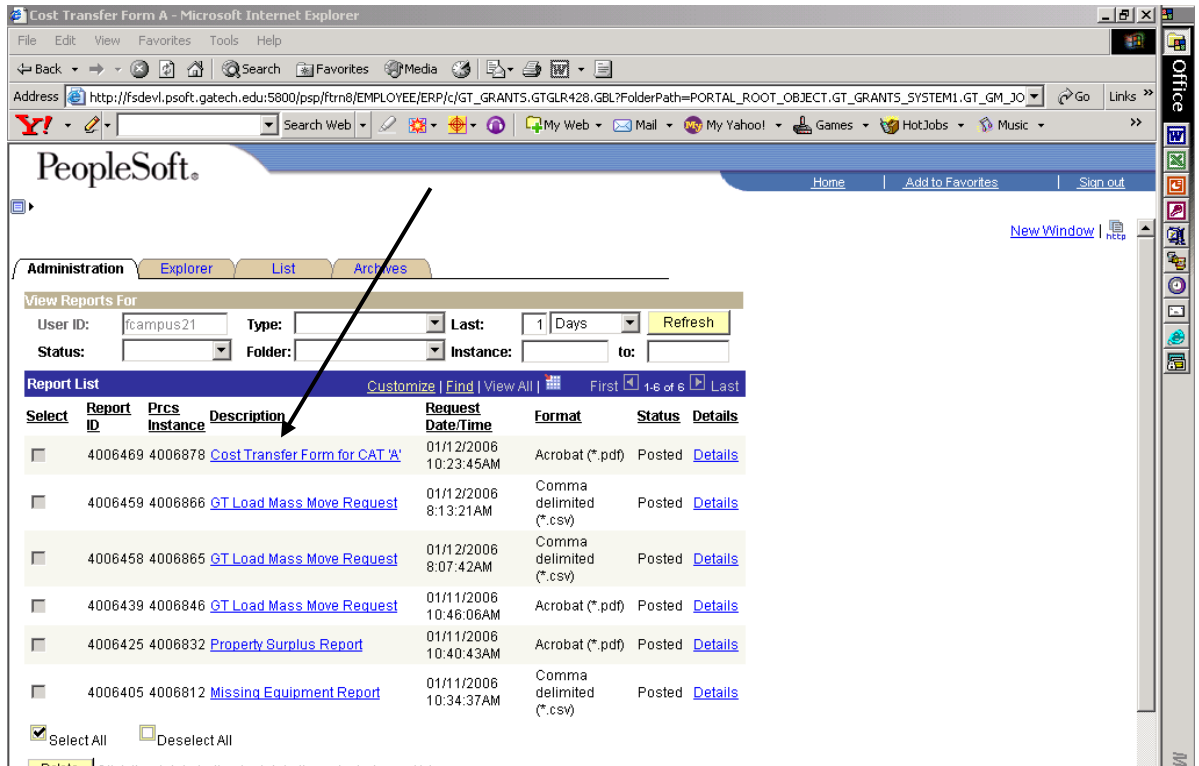 Cost Transfer Form A - Microsoft Internet Explorer
File Edit View Favorites Tools Help
Back Search Favorites Media
Address http://fsdevl.psoft.gatech.edu:5800/psp/ftrn8/EMPLOYEE/ERP/c/GT_GRANTS.GTGLR428.GBL?FolderPath=PORTAL_ROOT_OBJECT.GT_GRANTS_SYSTEM1.GT_GM_JO Go Links »
Y! Search Web My Web Mail My Yahoo! Games HotJobs Music »
Office
PeopleSoft.
Home | Add to Favorites | Sign out
New Window | http
Administration Explorer List Archives
View Reports For
User ID: fcampus21 Type: Last: 1 Days Refresh
Status: Folder: Instance: to:
Report List Customize | Find | View All | First 1-6 of 6 Last
Select Report ID Prcs Instance Description Request Date/Time Format Status Details
4006469 4006878 Cost Transfer Form for CAT 'A' 01/12/2006 10:23:45AM Acrobat (*.pdf) Posted Details
4006459 4006866 GT Load Mass Move Request 01/12/2006 8:13:21AM Comma delimited (*.csv) Posted Details
4006458 4006865 GT Load Mass Move Request 01/12/2006 8:07:42AM Comma delimited (*.csv) Posted Details
4006439 4006846 GT Load Mass Move Request 01/11/2006 10:46:06AM Acrobat (*.pdf) Posted Details
4006425 4006832 Property Surplus Report 01/11/2006 10:40:43AM Acrobat (*.pdf) Posted Details
4006405 4006812 Missing Equipment Report 01/11/2006 10:34:37AM Comma delimited (*.csv) Posted Details
Select All Deselect All